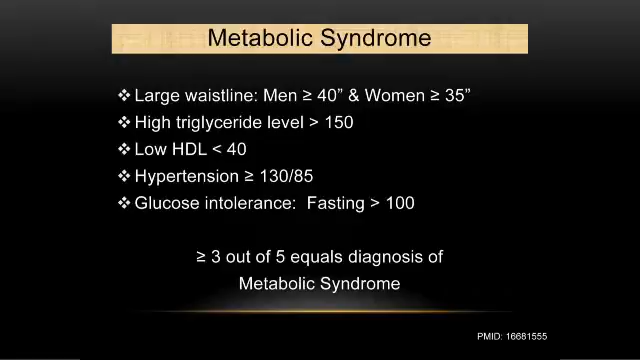 Metabolic Syndrome
❖Large waistline: Men ≥ 40” & Women ≥ 35”
❖High triglyceride level > 150
❖Low HDL < 40
❖Hypertension ≥ 130/85
❖Glucose intolerance:  Fasting > 100
≥ 3 out of 5 equals diagnosis of
Metabolic Syndrome
PMID: 16681555